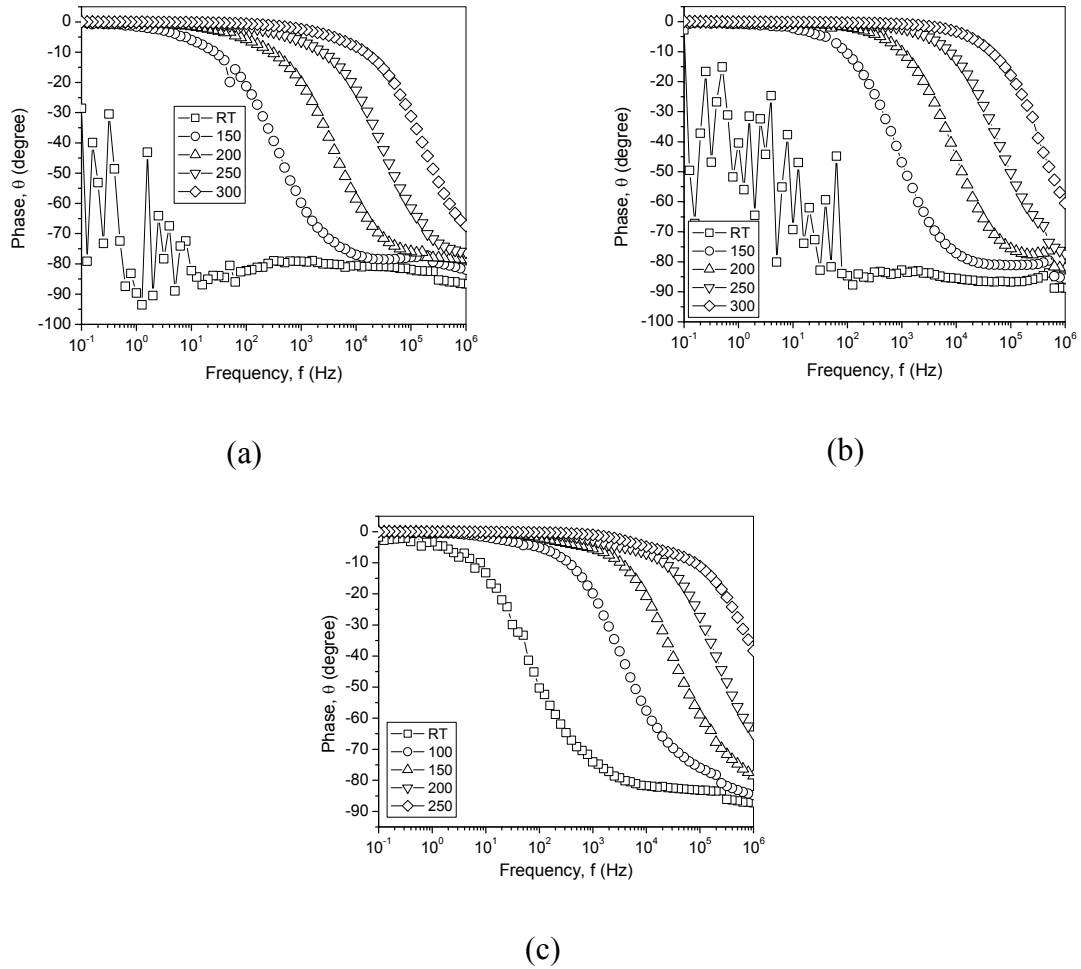 0
-10
-20
-30
-40
-50
-60
-70
-80
-90
-100
Phase, θ (degree)
RT
150
200
250
300
10⁻¹ 10⁰ 10¹ 10² 10³ 10⁴ 10⁵ 10⁶
Frequency, f (Hz)
(a)
0
-10
-20
-30
-40
-50
-60
-70
-80
-90
-100
Phase, θ (degree)
RT
150
200
250
300
10⁻¹ 10⁰ 10¹ 10² 10³ 10⁴ 10⁵ 10⁶
Frequency, f (Hz)
(b)
0
-10
-20
-30
-40
-50
-60
-70
-80
-90
Phase, θ (degree)
RT
100
150
200
250
10⁻¹ 10⁰ 10¹ 10² 10³ 10⁴ 10⁵ 10⁶
Frequency, f (Hz)
(c)